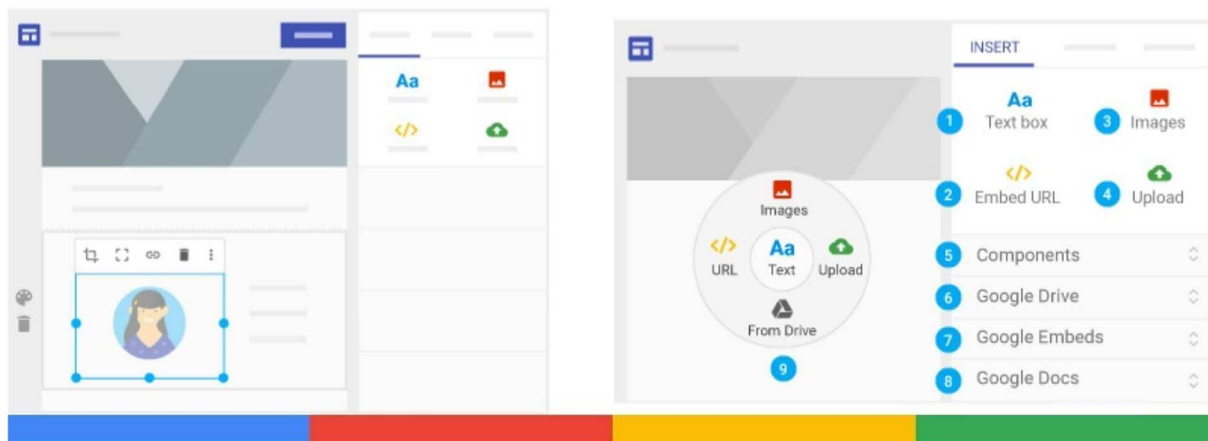 Aa
</>
INSERT
Aa
Text box
1
3
Images
</>
Embed URL
2
4
Upload
Images
</>
URL
Aa
Text
Upload
From Drive
9
5 Components
6 Google Drive
7 Google Embeds
8 Google Docs